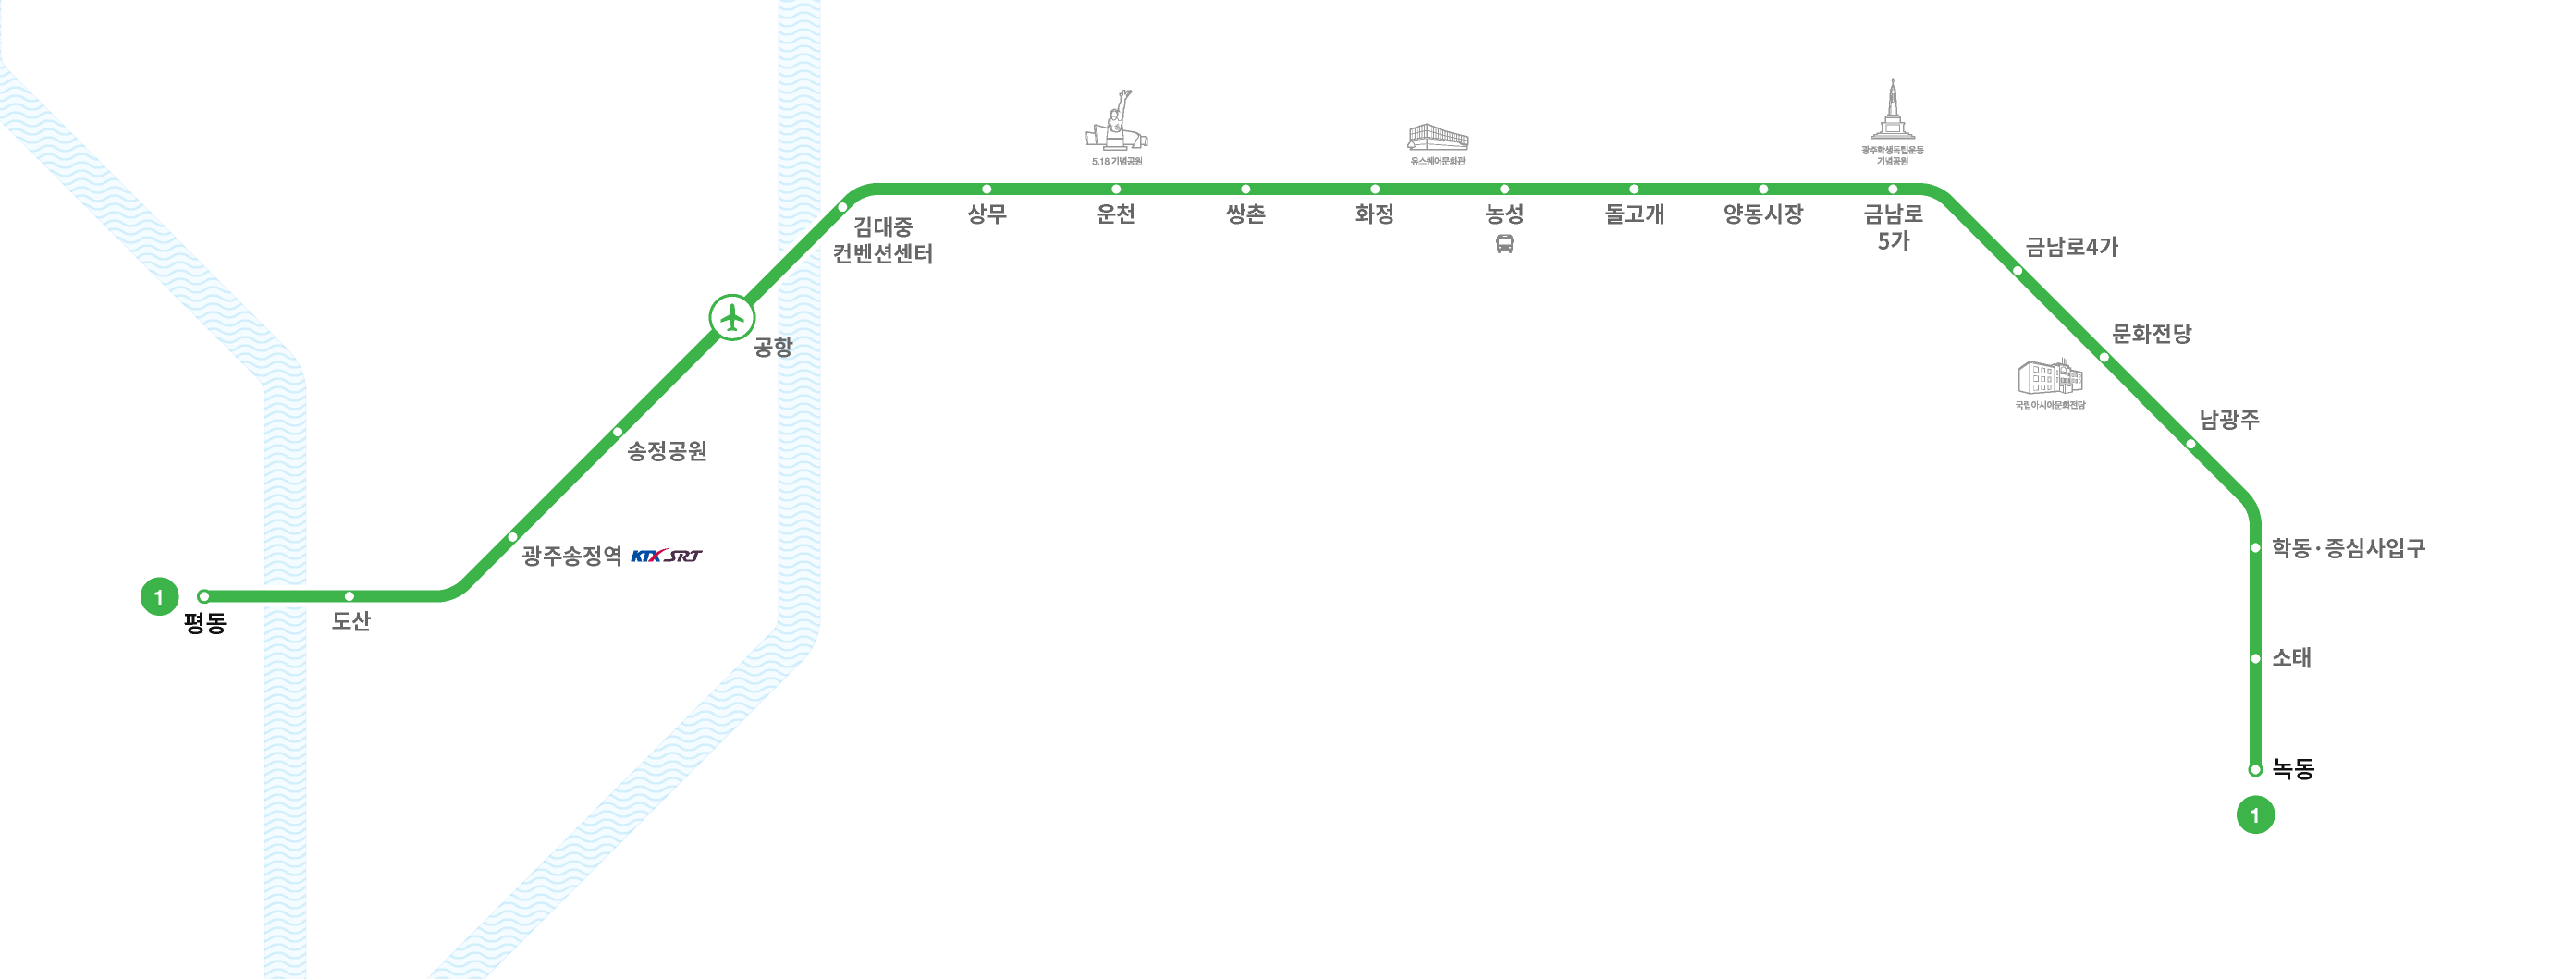 5.18 기념공원
유스퀘어문화관
광주학생독립운동
기념공원
김대중
컨벤션센터
상무
운천
쌍촌
화정
농성
돌고개
양동시장
금남로
5가
금남로4가
문화전당
국립아시아문화전당
남광주
공항
송정공원
광주송정역 KTX SRT
1
평동
도산
학동·증심사입구
소태
녹동
1